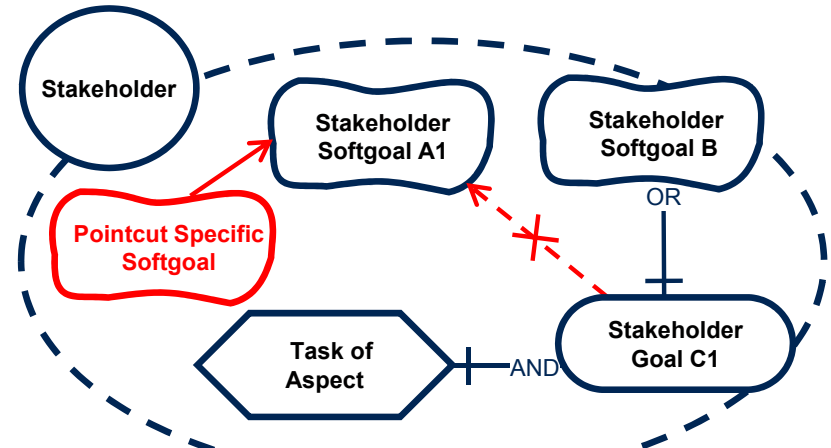 Stakeholder
Stakeholder
Softgoal A1
Stakeholder
Softgoal B
OR
Pointcut Specific
Softgoal
Stakeholder
Goal C1
Task of
Aspect
AND